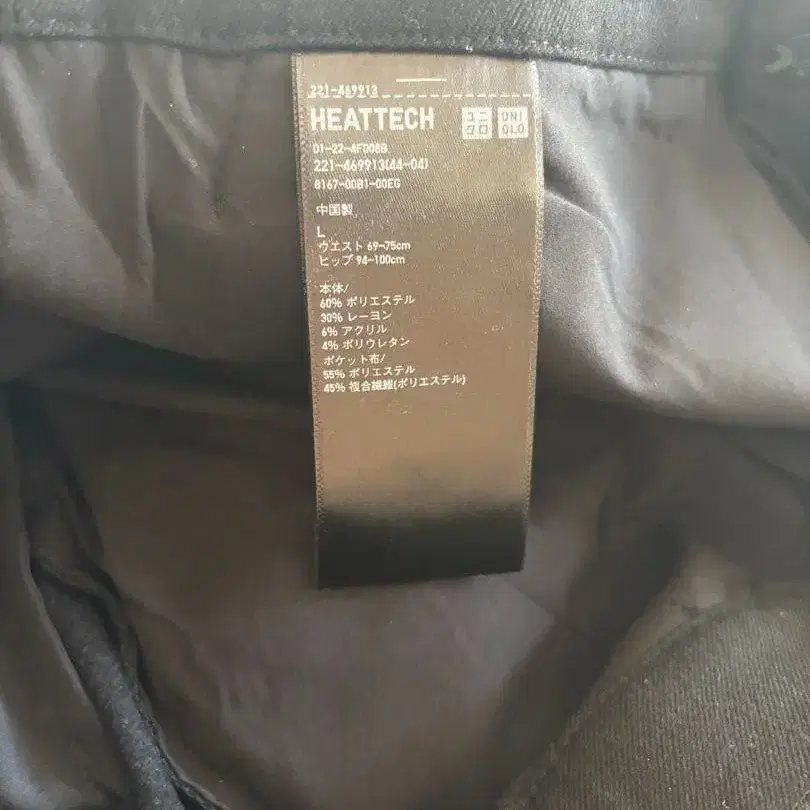 221-469913
HEATTECH
ユニ
クロ
UNI
QLO
01-22-4F008B
221-469913(44-04)
8167-0081-00EG
中国製
L
ウエスト 69-75cm
ヒップ 94-100cm
本体/
60% ポリエステル
30% レーヨン
6% アクリル
4% ポリウレタン
ポケット布/
55% ポリエステル
45% 複合繊維(ポリエステル)